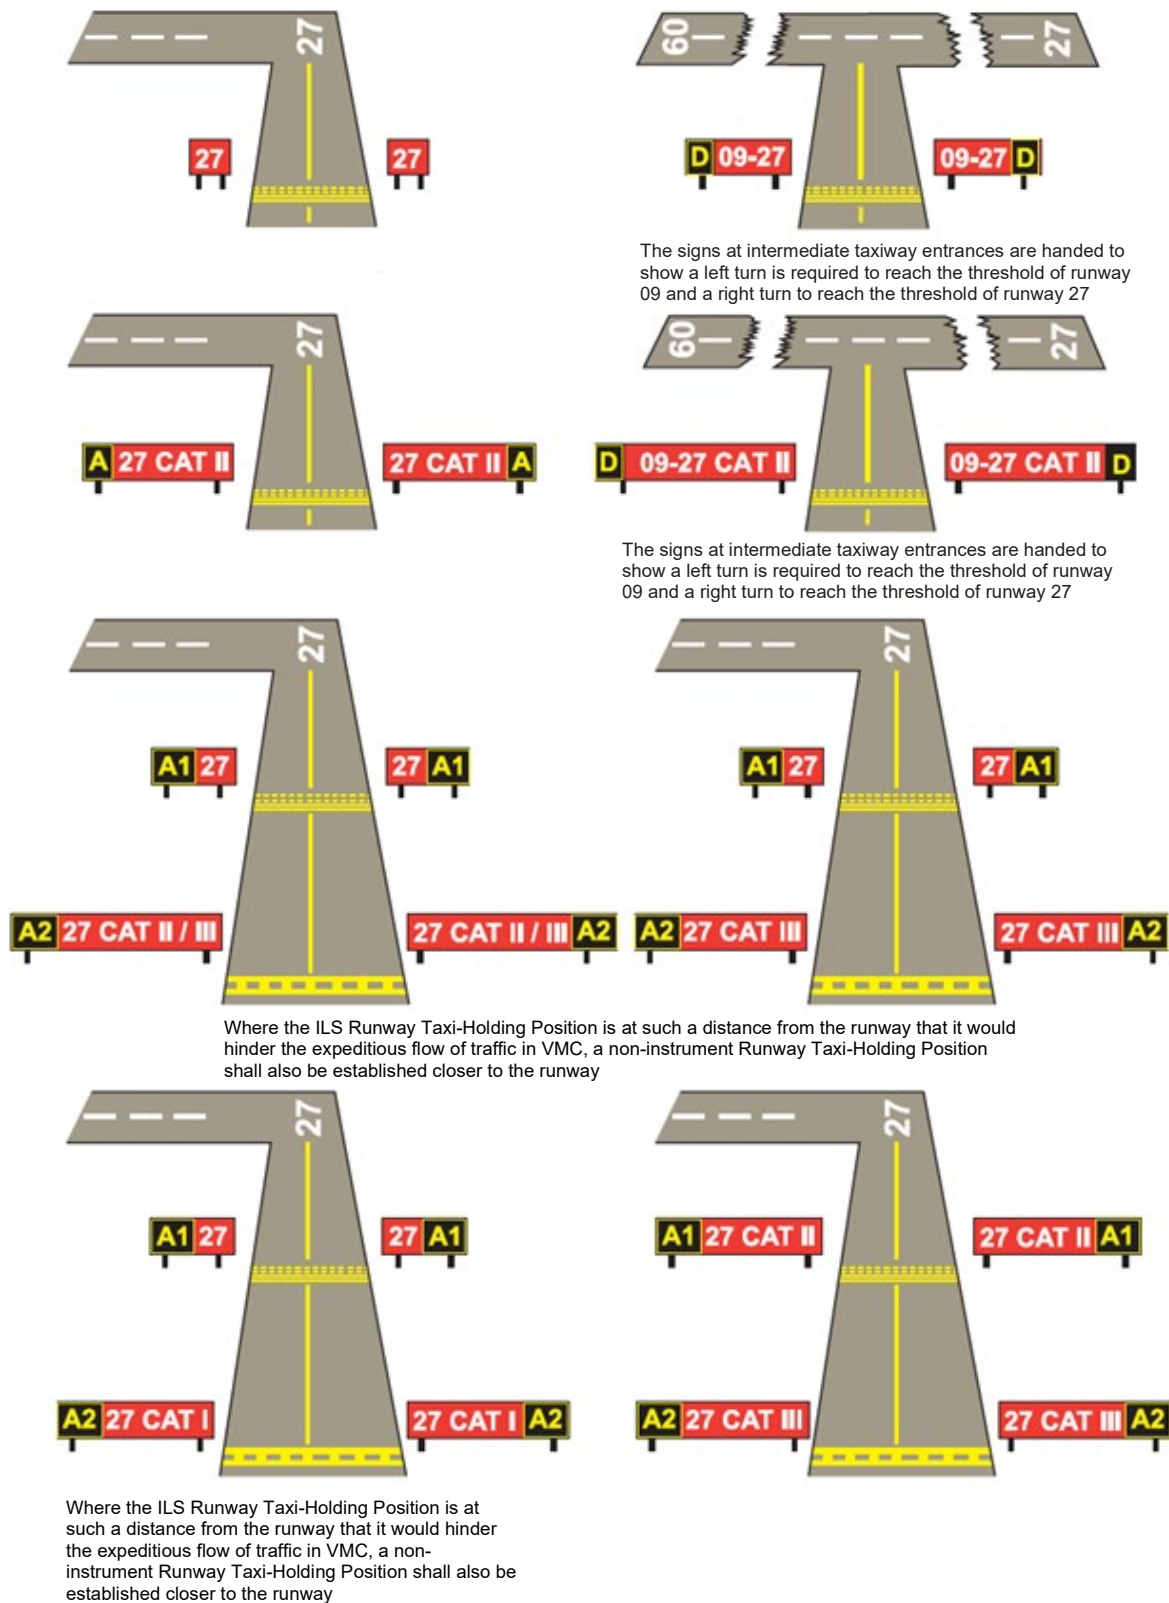 27
27
27
60
27
D 09-27
09-27 D
The signs at intermediate taxiway entrances are handed to
show a left turn is required to reach the threshold of runway
09 and a right turn to reach the threshold of runway 27
27
A 27 CAT II
27 CAT II A
60
27
D 09-27 CAT II
09-27 CAT II D
The signs at intermediate taxiway entrances are handed to
show a left turn is required to reach the threshold of runway
09 and a right turn to reach the threshold of runway 27
27
A1 27
27 A1
A2 27 CAT II / III
27 CAT II / III A2
27
A1 27
27 A1
A2 27 CAT III
27 CAT III A2
Where the ILS Runway Taxi-Holding Position is at such a distance from the runway that it would
hinder the expeditious flow of traffic in VMC, a non-instrument Runway Taxi-Holding Position
shall also be established closer to the runway
27
A1 27
27 A1
A2 27 CAT I
27 CAT I A2
27
A1 27 CAT II
27 CAT II A1
A2 27 CAT III
27 CAT III A2
Where the ILS Runway Taxi-Holding Position is at
such a distance from the runway that it would hinder
the expeditious flow of traffic in VMC, a non-
instrument Runway Taxi-Holding Position shall also be
established closer to the runway